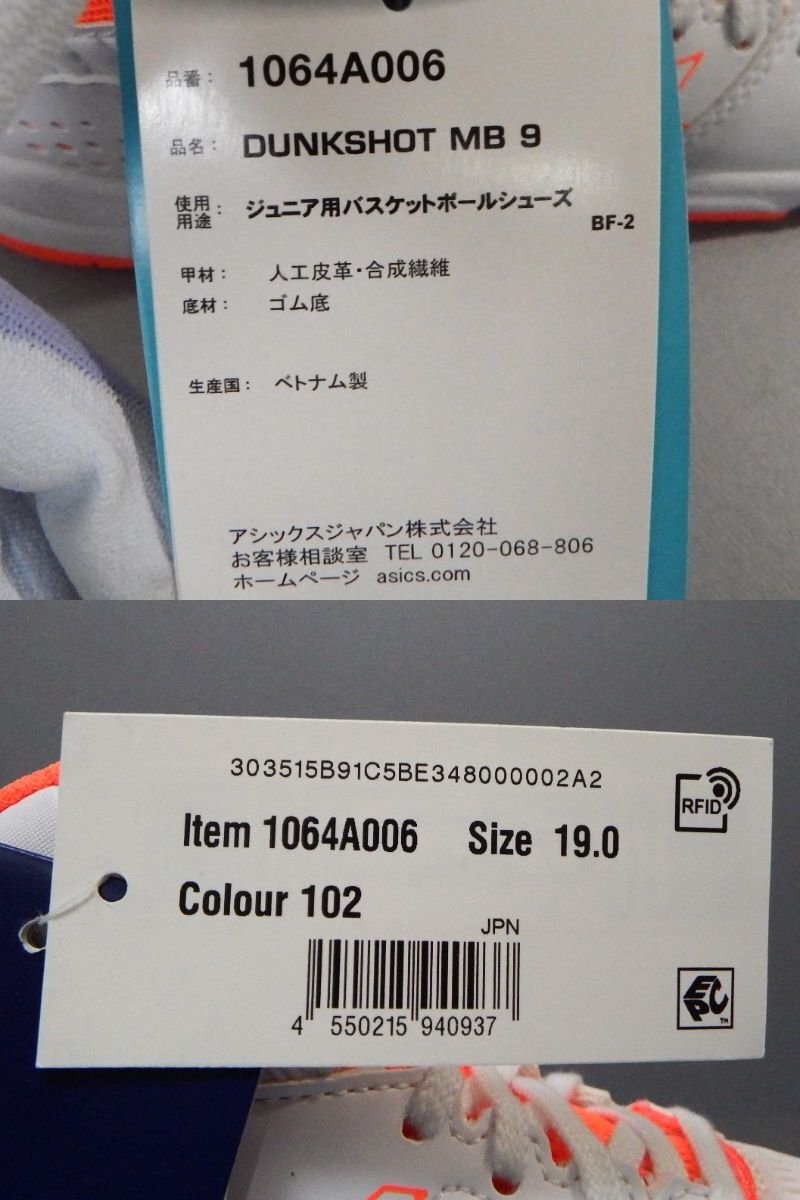 品番: 1064A006
品名: DUNKSHOT MB 9
使用用途: ジュニア用バスケットボールシューズ
BF-2
甲材: 人工皮革・合成繊維
底材: ゴム底
生産国: ベトナム製
アシックスジャパン株式会社
お客様相談室 TEL 0120-068-806
ホームページ asics.com
303515B91C5BE348000002A2
RFID
Item 1064A006 Size 19.0
Colour 102
JPN
4 550215 940937
EPC
TM